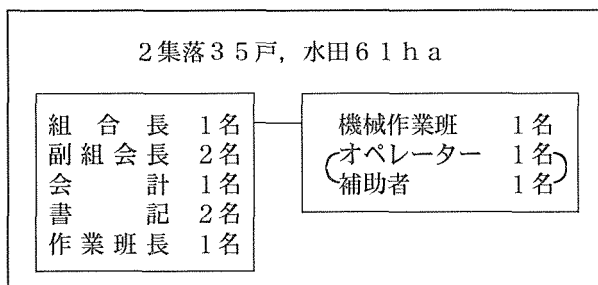 2集落35戸，水田61ha
組合長 1名
副組会長 2名
会計 1名
書記 2名
作業班長 1名
機械作業班 1名
オペレーター 1名
補助者 1名